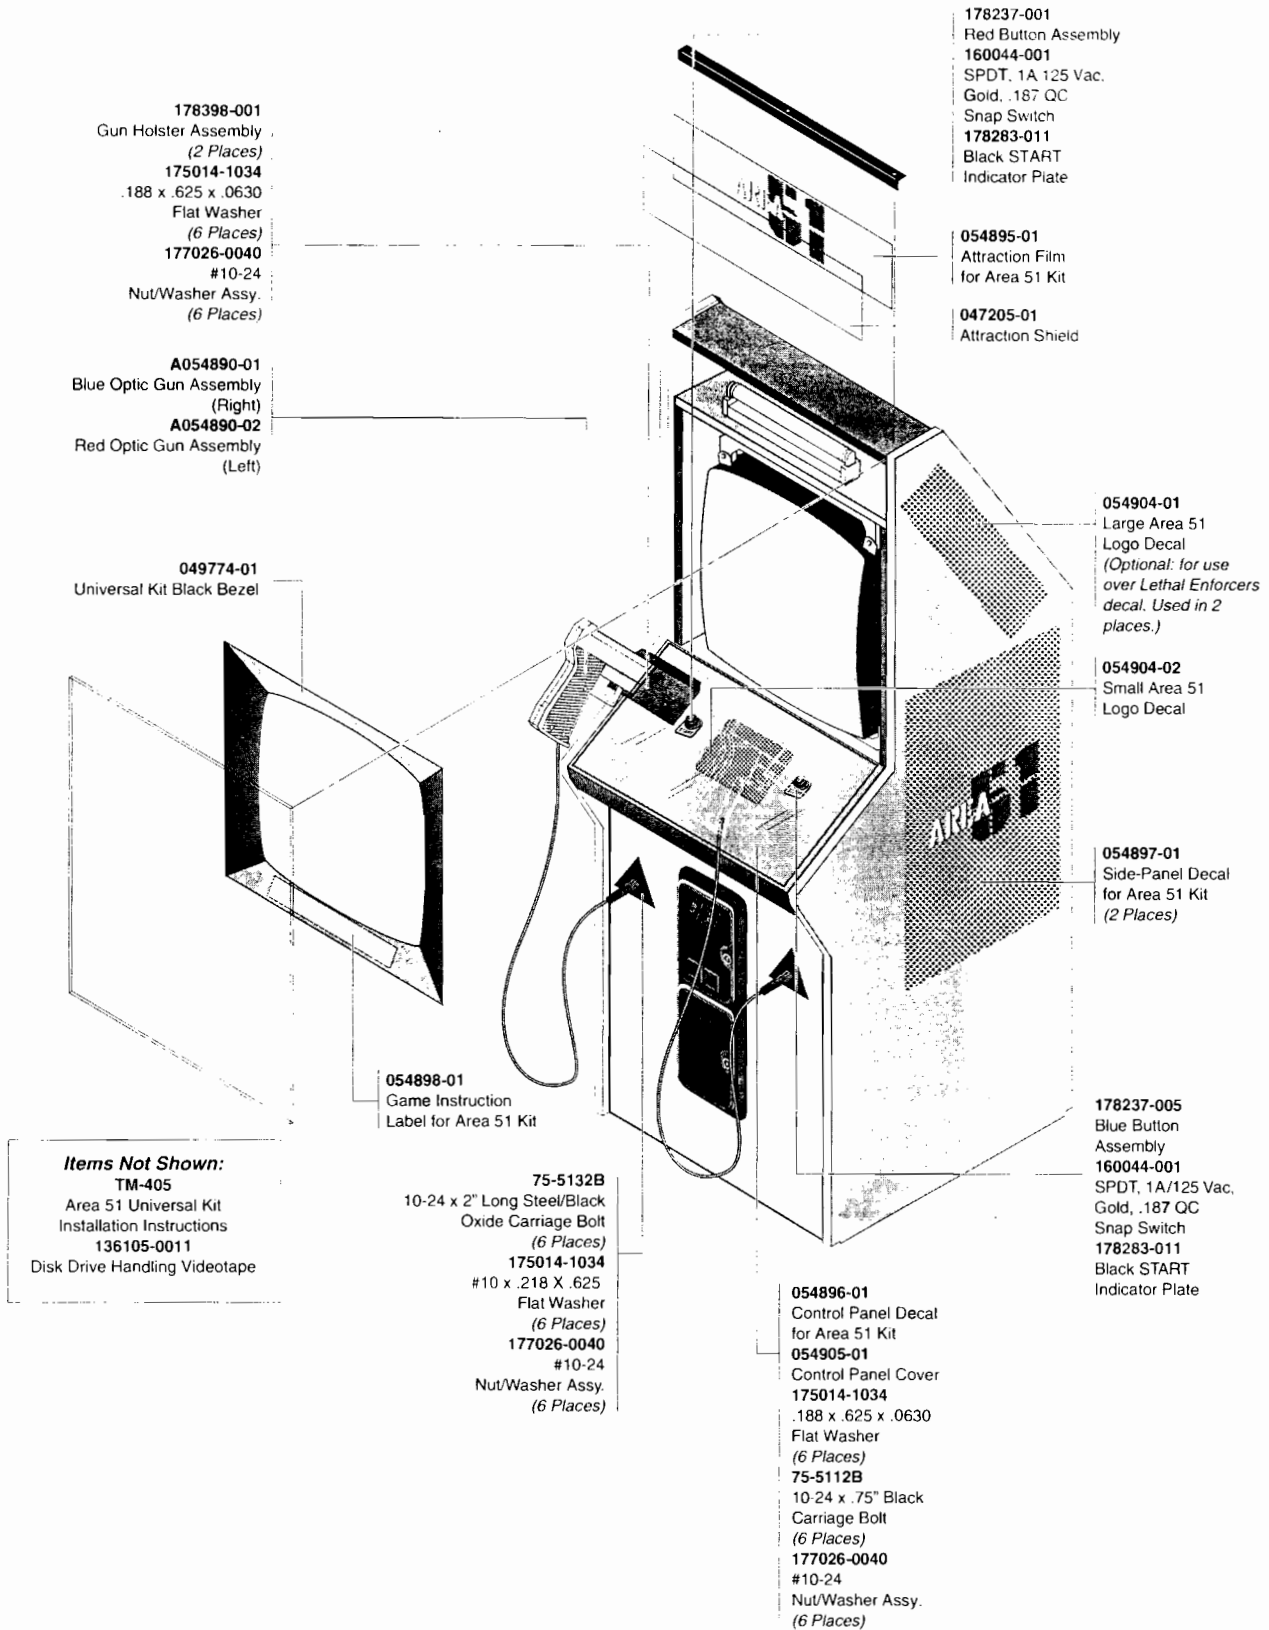 178237-001
Red Button Assembly
160044-001
SPDT, 1A 125 Vac,
Gold, .187 QC
Snap Switch
178283-011
Black START
Indicator Plate
178398-001
Gun Holster Assembly
(2 Places)
175014-1034
.188 x .625 x .0630
Flat Washer
(6 Places)
177026-0040
#10-24
Nut/Washer Assy.
(6 Places)
AREA 51
054895-01
Attraction Film
for Area 51 Kit
047205-01
Attraction Shield
A054890-01
Blue Optic Gun Assembly
(Right)
A054890-02
Red Optic Gun Assembly
(Left)
054904-01
Large Area 51
Logo Decal
(Optional: for use
over Lethal Enforcers
decal. Used in 2
places.)
049774-01
Universal Kit Black Bezel
054904-02
Small Area 51
Logo Decal
AREA 51
054897-01
Side-Panel Decal
for Area 51 Kit
(2 Places)
054898-01
Game Instruction
Label for Area 51 Kit
178237-005
Blue Button
Assembly
160044-001
SPDT, 1A/125 Vac,
Gold, .187 QC
Snap Switch
178283-011
Black START
Indicator Plate
Items Not Shown:
TM-405
Area 51 Universal Kit
Installation Instructions
136105-0011
Disk Drive Handling Videotape
75-5132B
10-24 x 2" Long Steel/Black
Oxide Carriage Bolt
(6 Places)
175014-1034
#10 x .218 X .625
Flat Washer
(6 Places)
177026-0040
#10-24
Nut/Washer Assy.
(6 Places)
054896-01
Control Panel Decal
for Area 51 Kit
054905-01
Control Panel Cover
175014-1034
.188 x .625 x .0630
Flat Washer
(6 Places)
75-5112B
10-24 x .75" Black
Carriage Bolt
(6 Places)
177026-0040
#10-24
Nut/Washer Assy.
(6 Places)